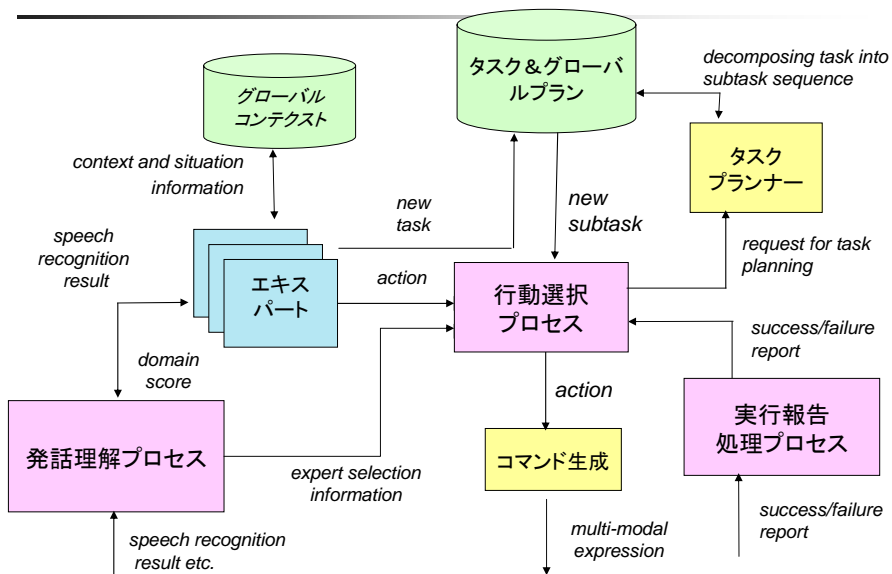 タスク＆グローバ
ルプラン
decomposing task into
subtask sequence
グローバル
コンテクスト
タスク
プランナー
context and situation
information
new
task
new
subtask
speech
recognition
result
request for task
planning
エキス
パート
action
行動選択
プロセス
success/failure
report
domain
score
action
実行報告
処理プロセス
発話理解プロセス
コマンド生成
expert selection
information
success/failure
report
multi-modal
expression
speech recognition
result etc.